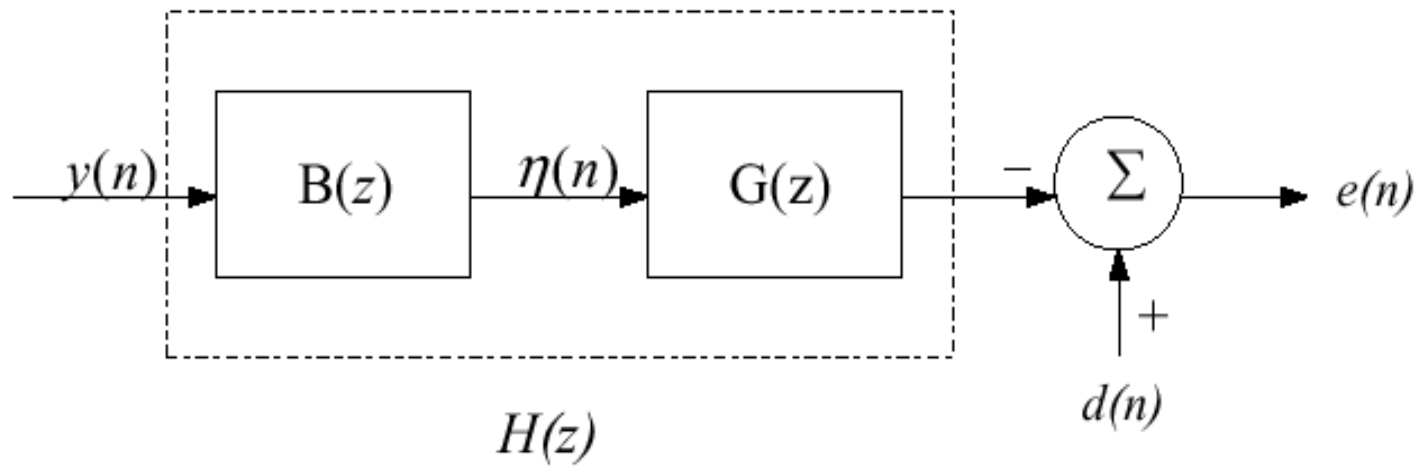 y(n)
B(z)
η(n)
G(z)
−
Σ
e(n)
+
d(n)
H(z)